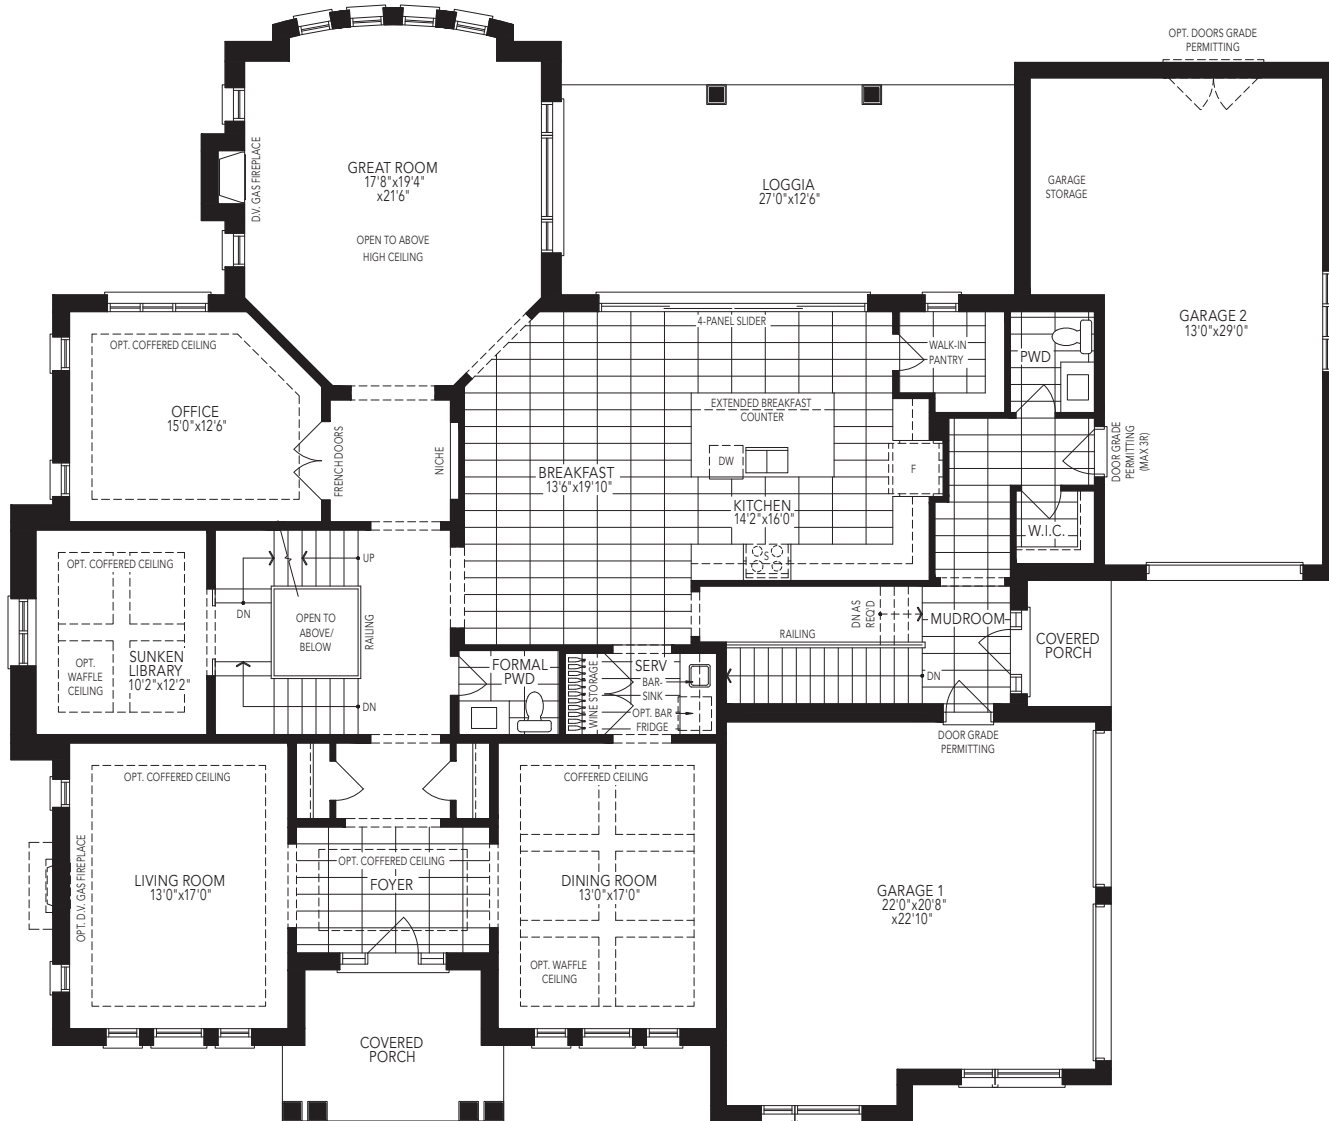 OPT. DOORS GRADE
PERMITTING
D.V. GAS FIREPLACE
GREAT ROOM
17'8"x19'4"
x21'6"
OPEN TO ABOVE
HIGH CEILING
LOGGIA
27'0"x12'6"
GARAGE
STORAGE
GARAGE 2
13'0"x29'0"
4-PANEL SLIDER
WALK-IN
PANTRY
PWD
OPT. COFFERED CEILING
OFFICE
15'0"x12'6"
FRENCH DOORS
NICHE
EXTENDED BREAKFAST
COUNTER
DW
F
BREAKFAST
13'6"x19'10"
KITCHEN
14'2"x16'0"
S
DOOR GRADE
PERMITTING
(MAX 3R)
W.I.C.
OPT. COFFERED CEILING
OPT.
WAFFLE
CEILING
SUNKEN
LIBRARY
10'2"x12'2"
UP
DN
OPEN TO
ABOVE/
BELOW
RAILING
DN
DN AS
REQ'D
RAILING
MUDROOM
DN
COVERED
PORCH
FORMAL
PWD
WINE STORAGE
SERV
BAR-
SINK
OPT. BAR
FRIDGE
DOOR GRADE
PERMITTING
OPT. COFFERED CEILING
OPT. D.V. GAS FIREPLACE
LIVING ROOM
13'0"x17'0"
OPT. COFFERED CEILING
FOYER
COFFERED CEILING
DINING ROOM
13'0"x17'0"
OPT. WAFFLE
CEILING
GARAGE 1
22'0"x20'8"
x22'10"
COVERED
PORCH